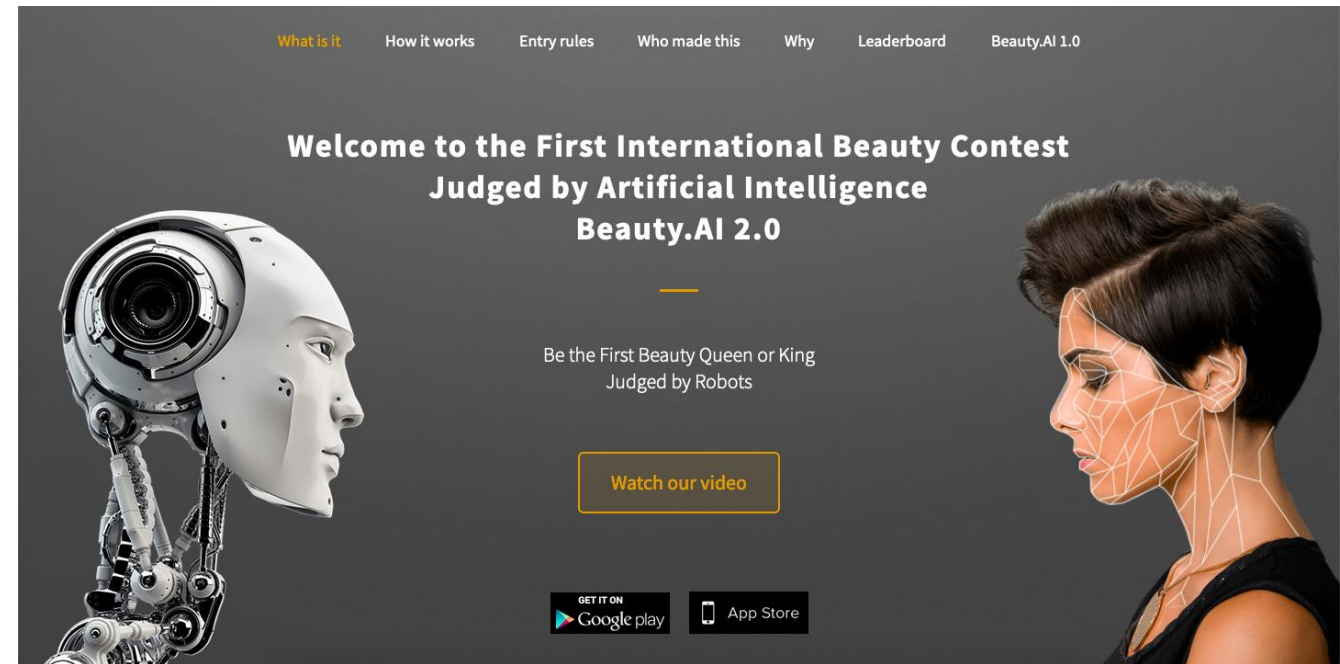 What is it How it works Entry rules Who made this Why Leaderboard Beauty.AI 1.0
Welcome to the First International Beauty Contest
Judged by Artificial Intelligence
Beauty.AI 2.0
Be the First Beauty Queen or King
Judged by Robots
Watch our video
GET IT ON
Google play
App Store